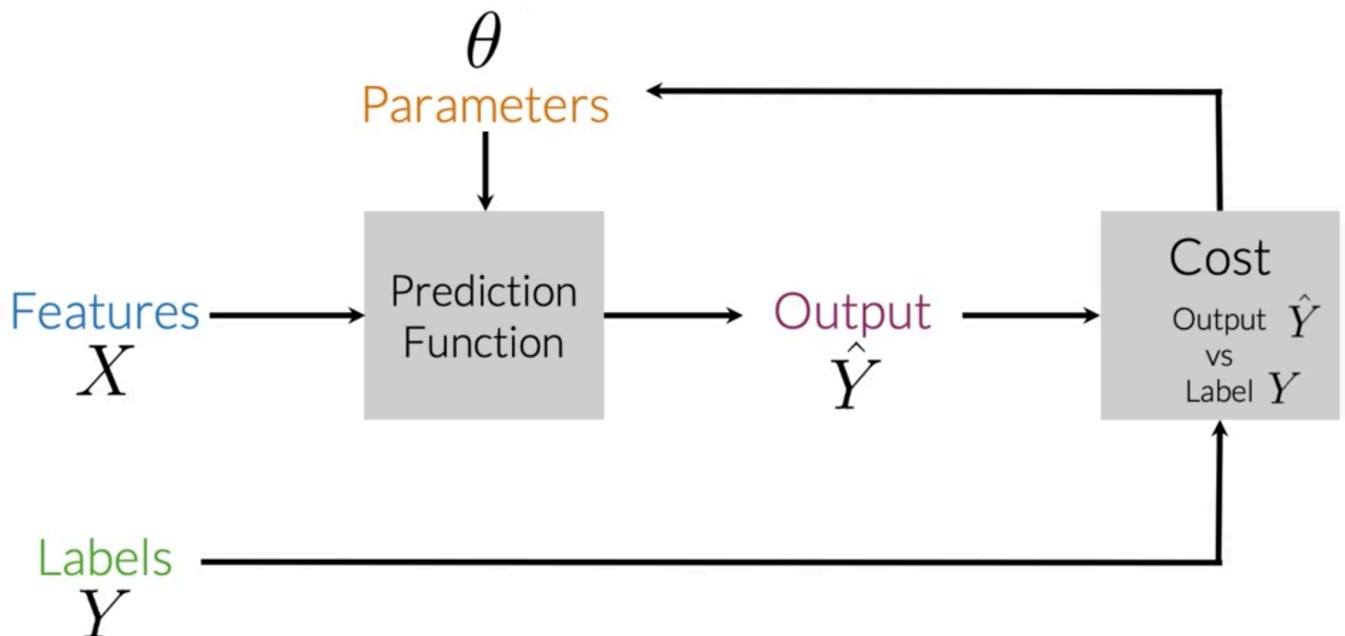 θ
Parameters
Features
X
Prediction
Function
Output
Ŷ
Cost
Output Ŷ
vs
Label Y
Labels
Y